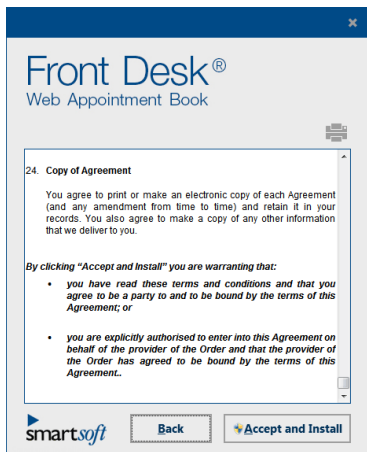 Front Desk®
Web Appointment Book
24. Copy of Agreement
You agree to print or make an electronic copy of each Agreement
(and any amendment from time to time) and retain it in your
records. You also agree to make a copy of any other information
that we deliver to you.
By clicking “Accept and Install” you are warranting that:
• you have read these terms and conditions and that you
agree to be a party to and to be bound by the terms of this
Agreement; or
• you are explicitly authorised to enter into this Agreement on
behalf of the provider of the Order and that the provider of
the Order has agreed to be bound by the terms of this
Agreement..
smartsoft
Back
Accept and Install